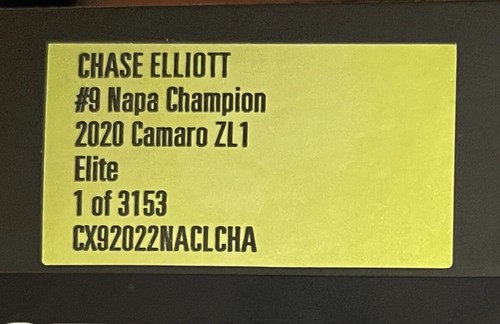 CHASE ELLIOTT
#9 Napa Champion
2020 Camaro ZL1
Elite
1 of 3153
CX92022NACLCHA